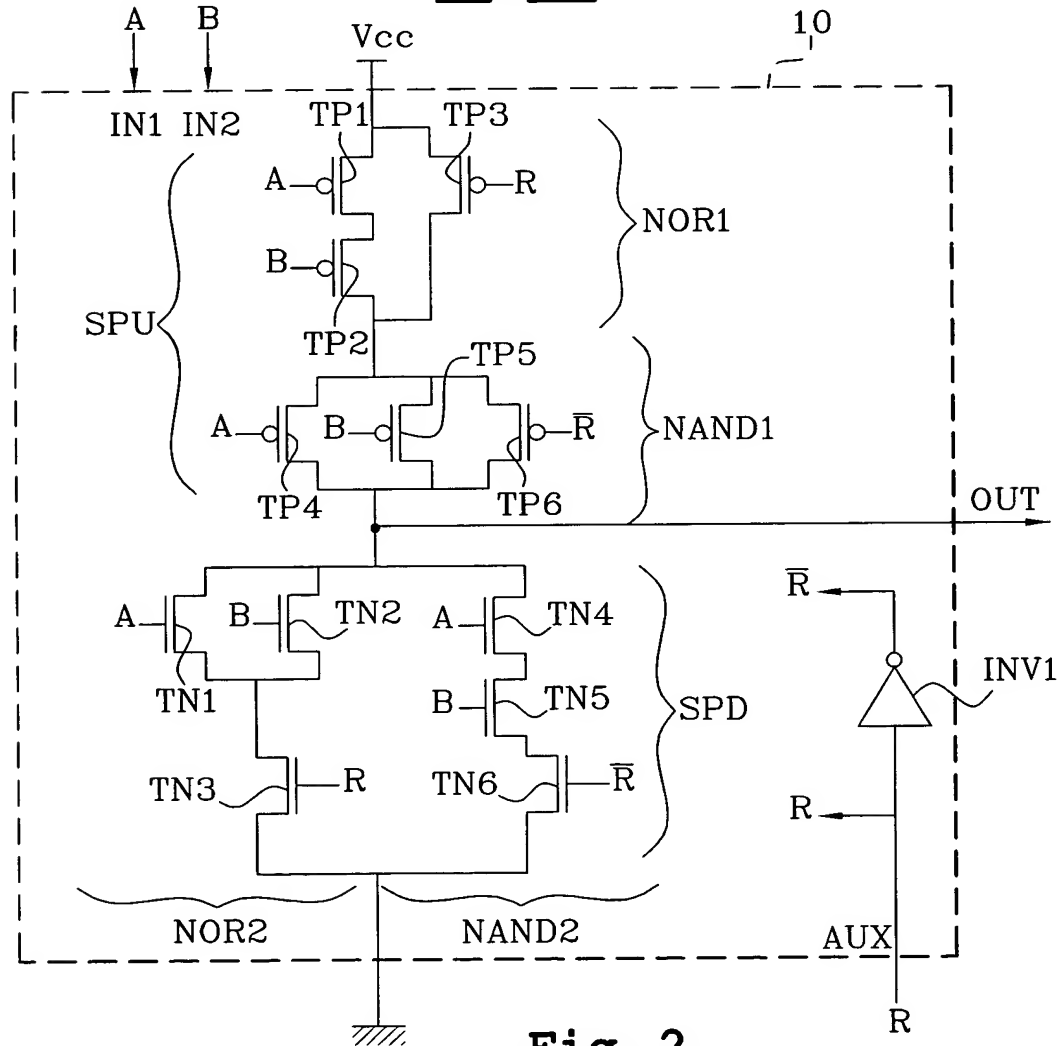 A B
Vcc
10
IN1 IN2
TP1 TP3
A
R
NOR1
B
SPU
TP2
TP5
A
B
R̅
NAND1
TP4
TP6
OUT
R̅
A
B
TN2
A
TN4
INV1
TN1
B
TN5
SPD
TN3
R
TN6
R̅
R
NOR2
NAND2
AUX
R
Fig. 2